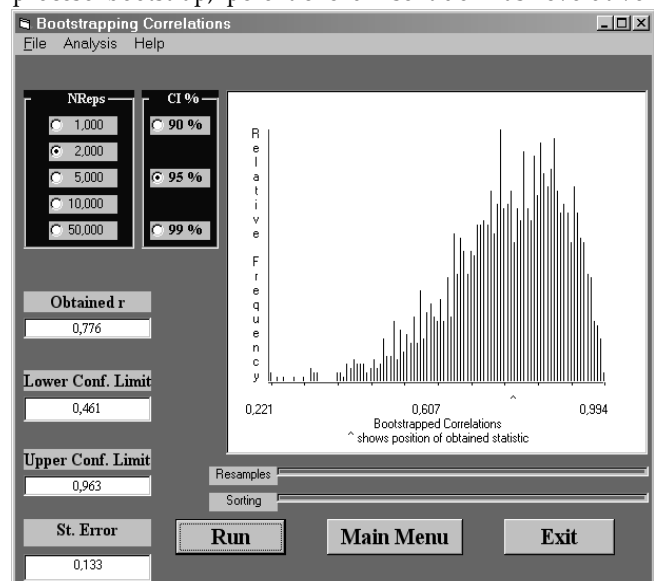 Bootstrapping Correlations
File Analysis Help
NReps
1,000
2,000
5,000
10,000
50,000
CI %
90 %
95 %
99 %
Obtained r
0,776
Lower Conf. Limit
0,461
Upper Conf. Limit
0,963
St. Error
0,133
Relative Frequency
0,221 0,607 0,994
^
Bootstrapped Correlations
^ shows position of obtained statistic
Resamples
Sorting
Run Main Menu Exit